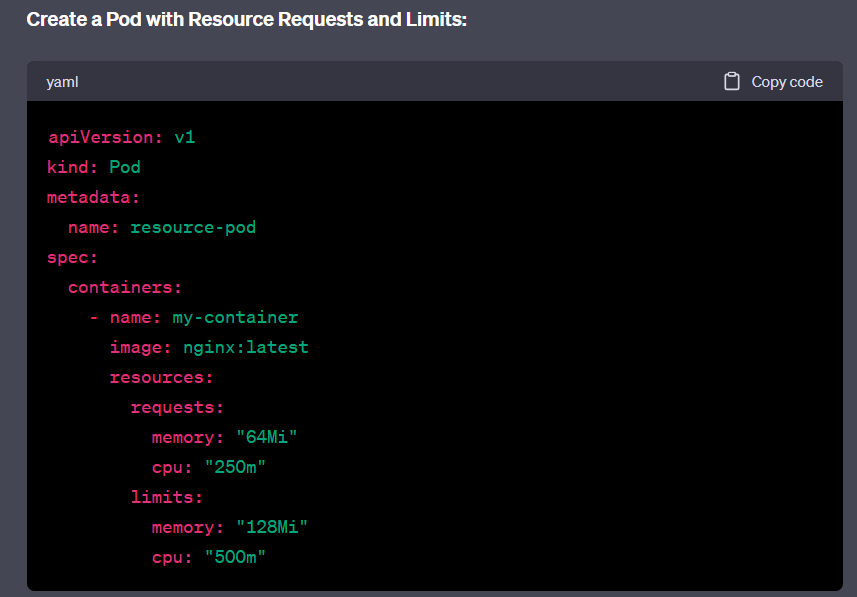 Create a Pod with Resource Requests and Limits:
yaml
Copy code
apiVersion: v1
kind: Pod
metadata:
  name: resource-pod
spec:
  containers:
    - name: my-container
      image: nginx:latest
      resources:
        requests:
          memory: "64Mi"
          cpu: "250m"
        limits:
          memory: "128Mi"
          cpu: "500m"